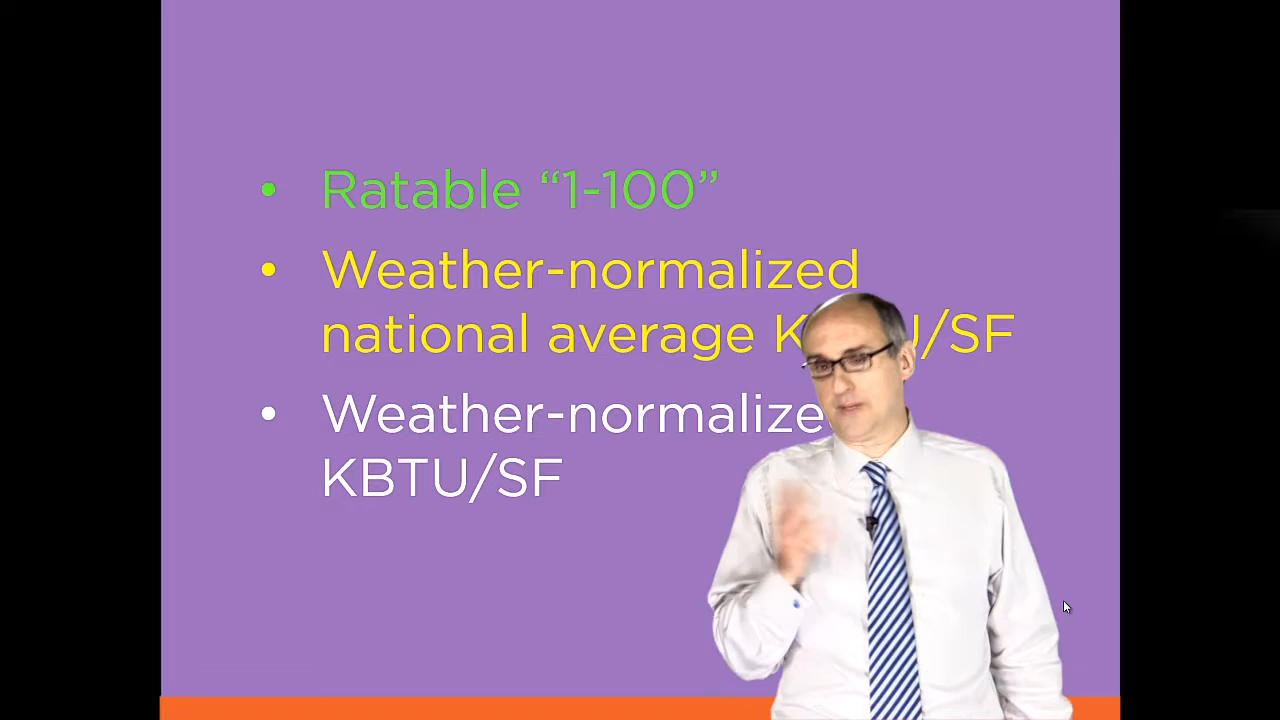 • Ratable “1-100”
• Weather-normalized
national average K U/SF
• Weather-normalize
KBTU/SF